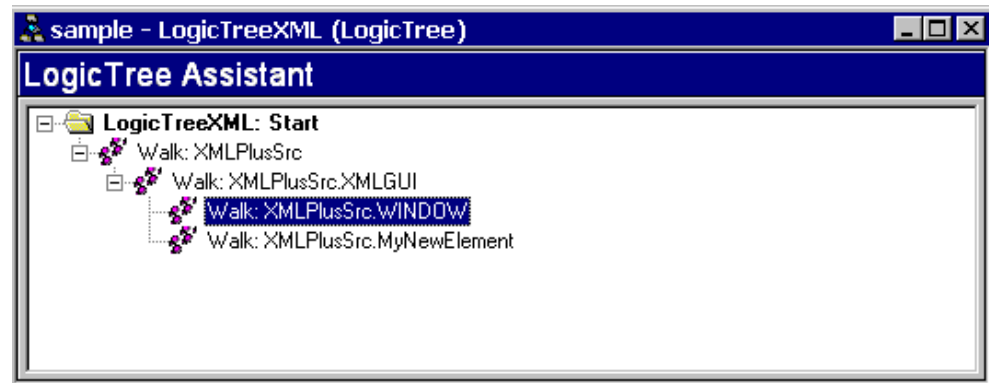 sample - LogicTreeXML (LogicTree)
LogicTree Assistant
LogicTreeXML: Start
Walk: XMLPlusSrc
Walk: XMLPlusSrc.XMLGUI
Walk: XMLPlusSrc.WINDOW
Walk: XMLPlusSrc.MyNewElement